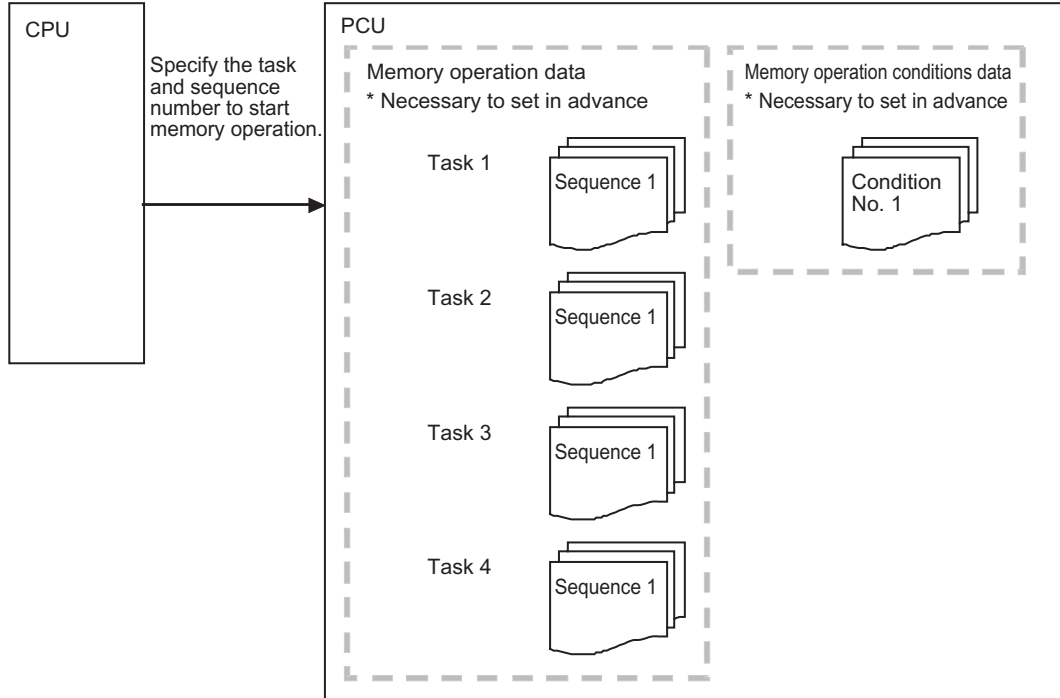 CPU
Specify the task
and sequence
number to start
memory operation.
PCU
Memory operation data
* Necessary to set in advance
Task 1
Sequence 1
Task 2
Sequence 1
Task 3
Sequence 1
Task 4
Sequence 1
Memory operation conditions data
* Necessary to set in advance
Condition
No. 1